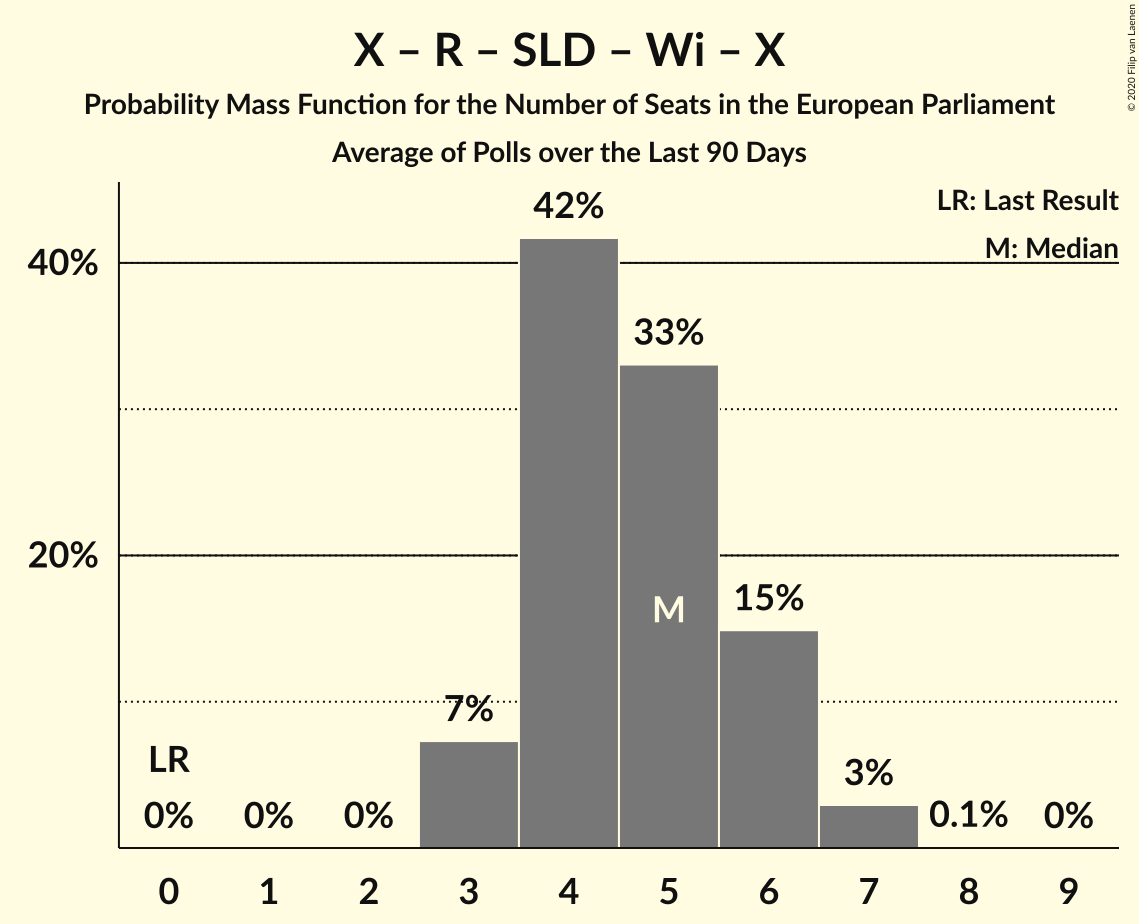 X – R – SLD – Wi – X
Probability Mass Function for the Number of Seats in the European Parliament
Average of Polls over the Last 90 Days
© 2020 Filip van Laenen
LR: Last Result
M: Median
42%
40%
33%
20%
15%
M
7%
LR
3%
0% 0% 0% 0.1% 0%
0 1 2 3 4 5 6 7 8 9